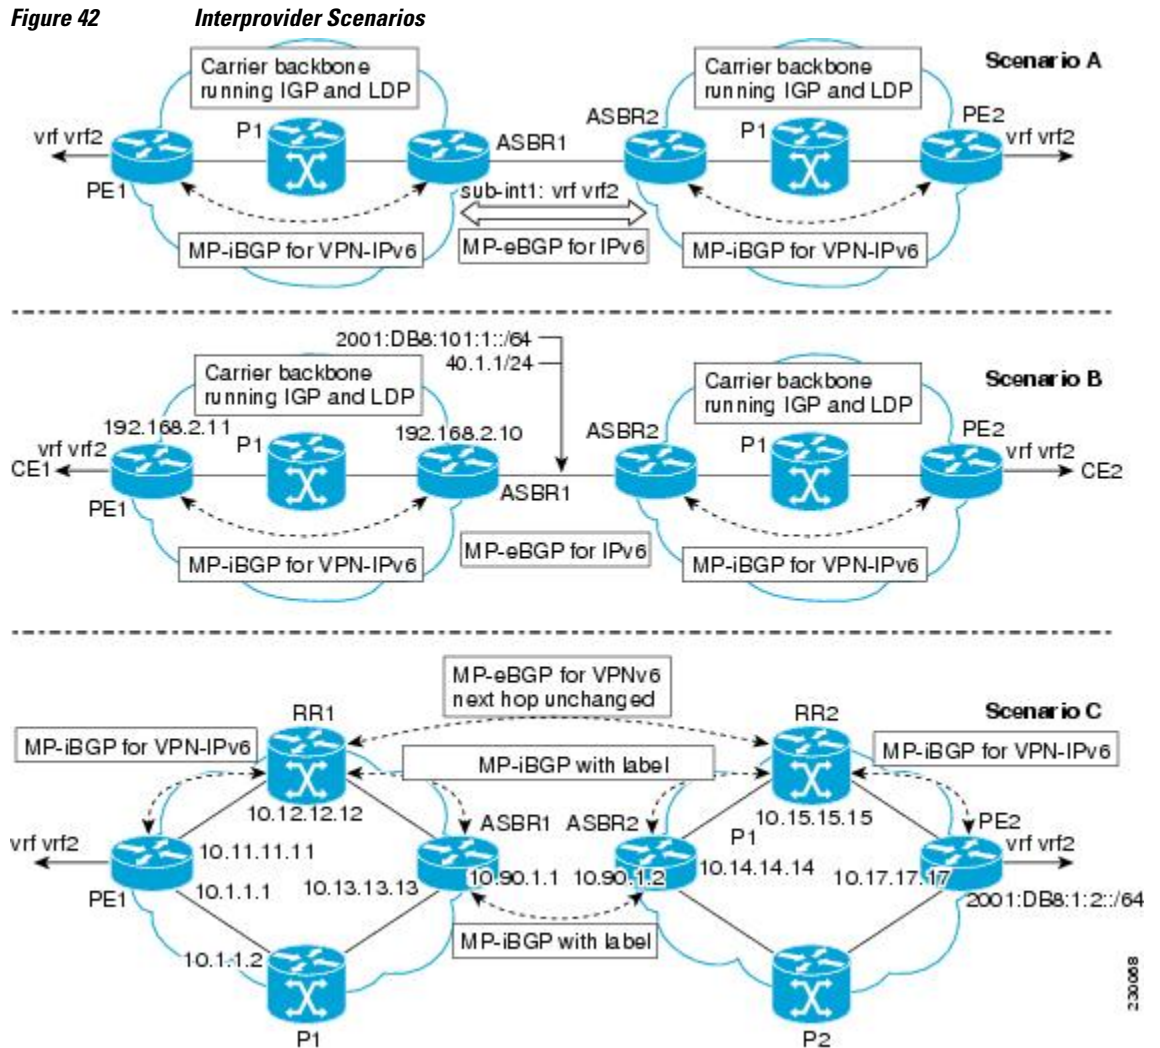 Figure 42 Interprovider Scenarios
Scenario A
Carrier backbone
running IGP and LDP
Carrier backbone
running IGP and LDP
vrf vrf2
P1
ASBR1
ASBR2
P1
PE2
vrf vrf2
PE1
sub-int1: vrf vrf2
MP-iBGP for VPN-IPv6
MP-eBGP for IPv6
MP-iBGP for VPN-IPv6
2001:DB8:101:1::/64
40.1.1/24
Scenario B
Carrier backbone
running IGP and LDP
Carrier backbone
running IGP and LDP
192.168.2.11
P1
192.168.2.10
ASBR2
P1
PE2
vrf vrf2
CE1
vrf vrf2
CE2
PE1
ASBR1
MP-iBGP for VPN-IPv6
MP-eBGP for IPv6
MP-iBGP for VPN-IPv6
MP-eBGP for VPNv6
next hop unchanged
Scenario C
RR1
RR2
MP-iBGP for VPN-IPv6
MP-iBGP with label
MP-iBGP for VPN-IPv6
10.12.12.12
10.15.15.15
ASBR1
ASBR2
P1
PE2
vrf vrf2
10.11.11.11
10.90.1.1
10.90.1.2
10.14.14.14
10.17.17.17
vrf vrf2
PE1
10.1.1.1
10.13.13.13
2001:DB8:1:2::/64
MP-iBGP with label
10.1.1.2
P1
P2
230068